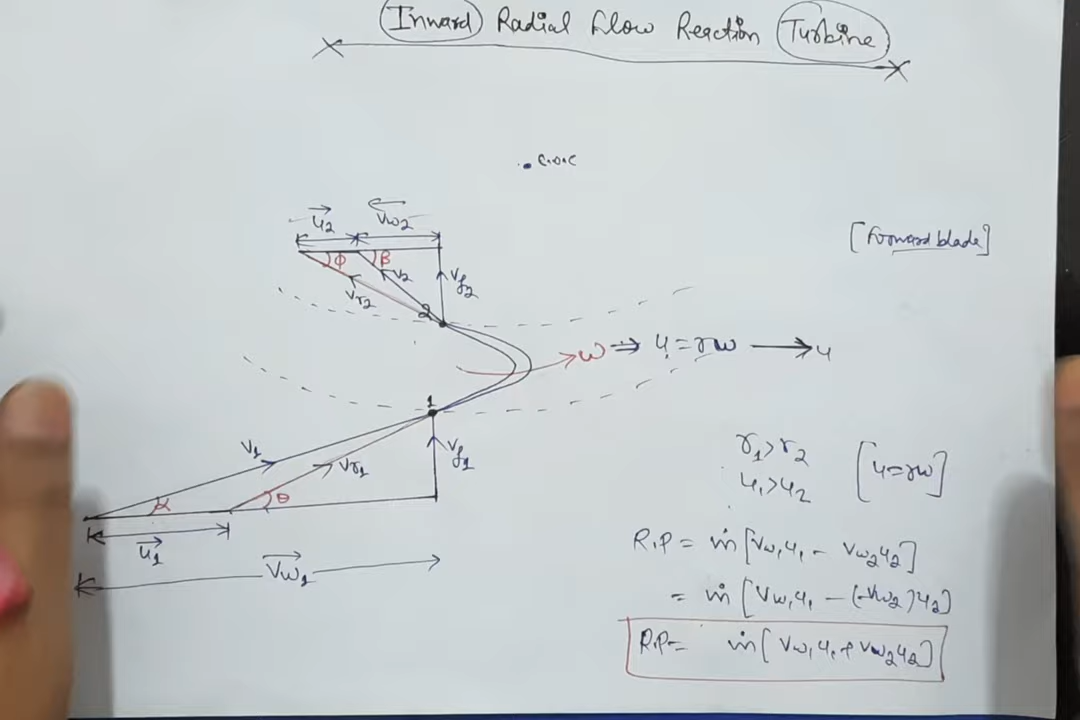 Inward Radial Flow Reaction Turbine
C.O.C
u2 Vw2
[Forward blade]
φ β V2 Vf2
Vr2 2
ω ⇒ u = rω → u
1
V1 Vr1 Vf1
r1 > r2
u1 > u2 [u = rω]
α θ
u1
Vw1
R.P = ṁ [Vw1u1 - Vw2u2]
= ṁ [Vw1u1 - (-Vw2)u2]
R.P = ṁ [Vw1u1 + Vw2u2]